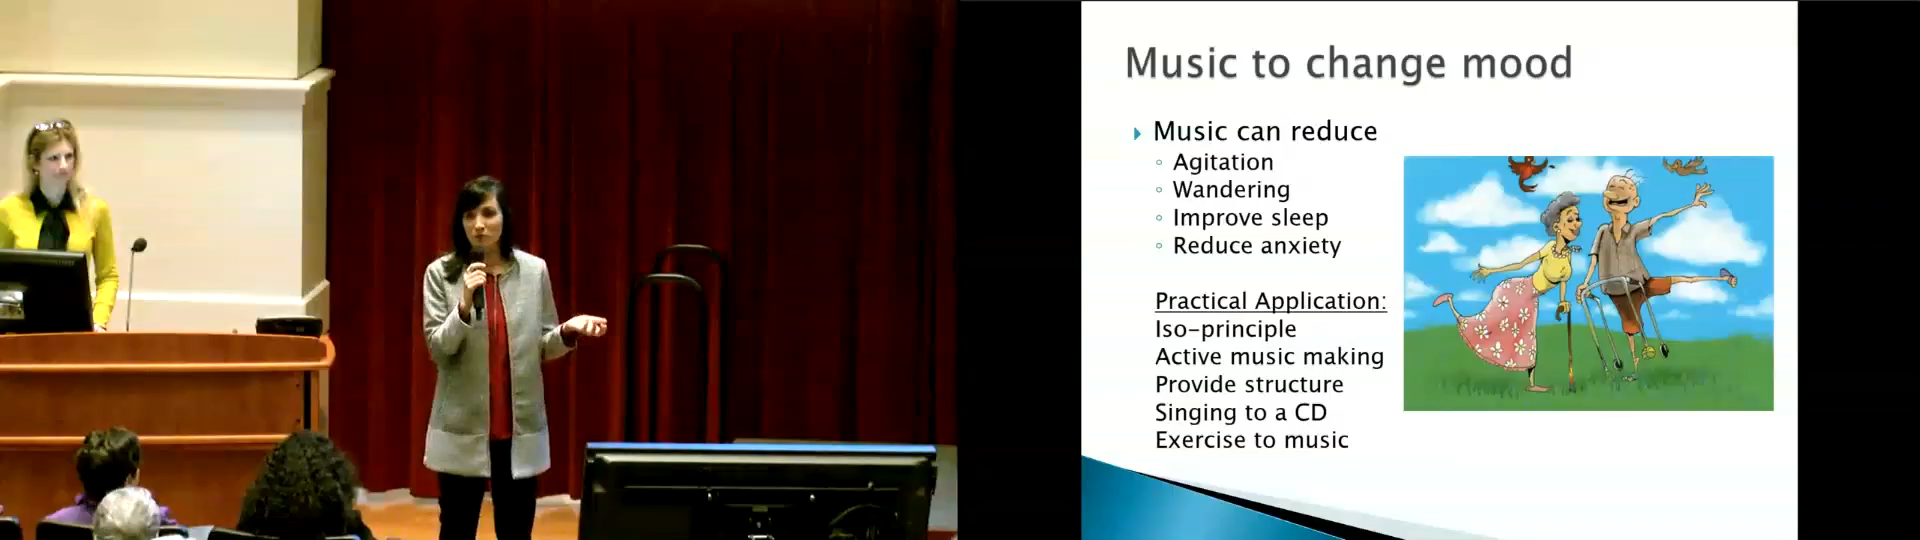 Music to change mood
Music can reduce
Agitation
Wandering
Improve sleep
Reduce anxiety
Practical Application:
Iso-principle
Active music making
Provide structure
Singing to a CD
Exercise to music